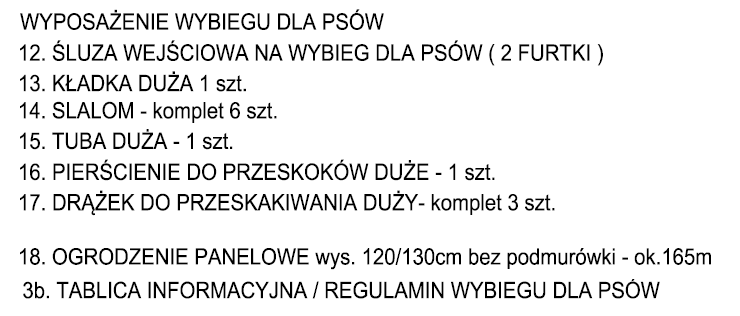 WYPOSAŻENIE WYBIEGU DLA PSÓW
12. ŚLUZA WEJŚCIOWA NA WYBIEG DLA PSÓW ( 2 FURTKI )
13. KŁADKA DUŻA 1 szt.
14. SLALOM - komplet 6 szt.
15. TUBA DUŻA - 1 szt.
16. PIERŚCIENIE DO PRZESKOKÓW DUŻE - 1 szt.
17. DRĄŻEK DO PRZESKAKIWANIA DUŻY- komplet 3 szt.
18. OGRODZENIE PANELOWE wys. 120/130cm bez podmurówki - ok.165m
3b. TABLICA INFORMACYJNA / REGULAMIN WYBIEGU DLA PSÓW